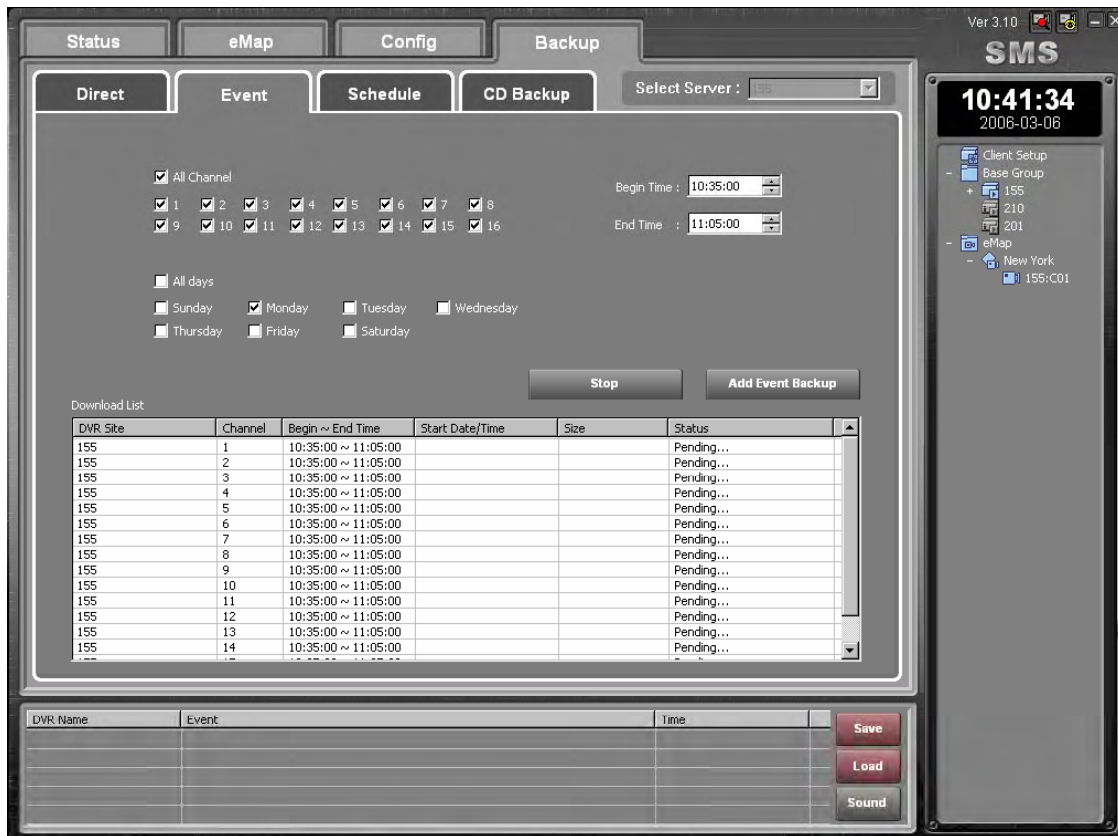 Status eMap Config Backup
Ver 3.10
SMS
Direct Event Schedule CD Backup Select Server : 155
10:41:34
2006-03-06
Client Setup
Base Group
155
210
201
eMap
New York
155:C01
All Channel
Begin Time : 10:35:00
1 2 3 4 5 6 7 8
9 10 11 12 13 14 15 16
End Time : 11:05:00
All days
Sunday Monday Tuesday Wednesday
Thursday Friday Saturday
Stop Add Event Backup
Download List
DVR Site Channel Begin ~ End Time Start Date/Time Size Status
155 1 10:35:00 ~ 11:05:00 Pending...
155 2 10:35:00 ~ 11:05:00 Pending...
155 3 10:35:00 ~ 11:05:00 Pending...
155 4 10:35:00 ~ 11:05:00 Pending...
155 5 10:35:00 ~ 11:05:00 Pending...
155 6 10:35:00 ~ 11:05:00 Pending...
155 7 10:35:00 ~ 11:05:00 Pending...
155 8 10:35:00 ~ 11:05:00 Pending...
155 9 10:35:00 ~ 11:05:00 Pending...
155 10 10:35:00 ~ 11:05:00 Pending...
155 11 10:35:00 ~ 11:05:00 Pending...
155 12 10:35:00 ~ 11:05:00 Pending...
155 13 10:35:00 ~ 11:05:00 Pending...
155 14 10:35:00 ~ 11:05:00 Pending...
DVR Name Event Time
Save
Load
Sound